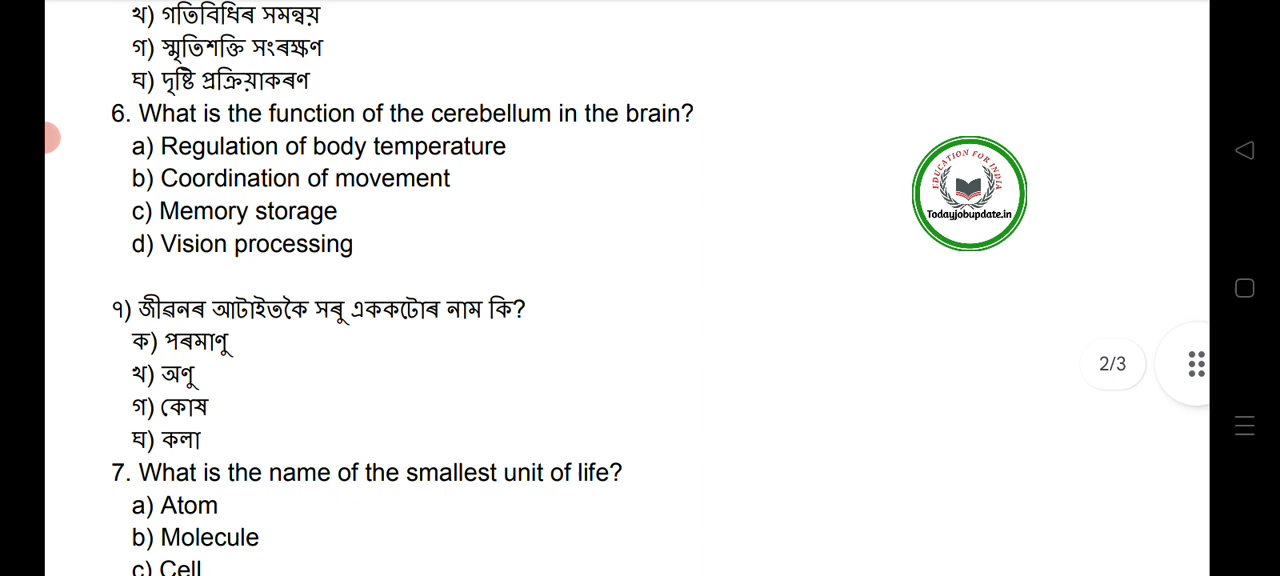 খ) গতিবিধিৰ সমন্বয়
গ) স্মৃতিশক্তি সংৰক্ষণ
ঘ) দৃষ্টি প্ৰক্ৰিয়াকৰণ
6. What is the function of the cerebellum in the brain?
a) Regulation of body temperature
b) Coordination of movement
c) Memory storage
d) Vision processing
EDUCATION FOR INDIA
Todayjobupdate.in
৭) জীৱনৰ আটাইতকৈ সৰু এককটোৰ নাম কি?
ক) পৰমাণু
খ) অণু
গ) কোষ
ঘ) কলা
2/3
7. What is the name of the smallest unit of life?
a) Atom
b) Molecule
c) Cell